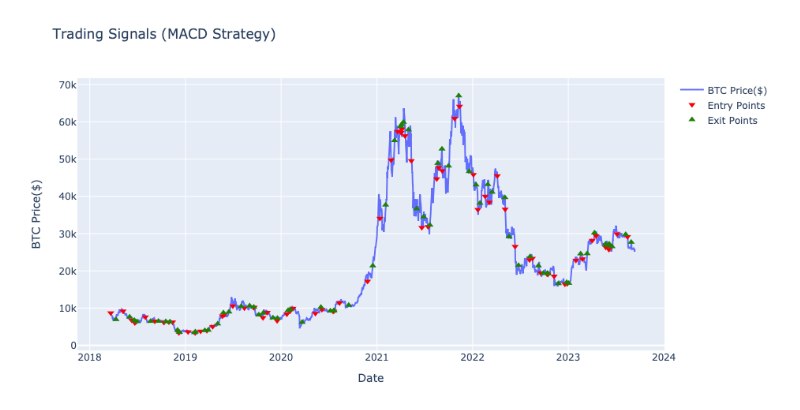 Trading Signals (MACD Strategy)
70k
60k
50k
40k
30k
20k
10k
0
BTC Price($)
2018
2019
2020
2021
2022
2023
2024
Date
BTC Price($)
Entry Points
Exit Points